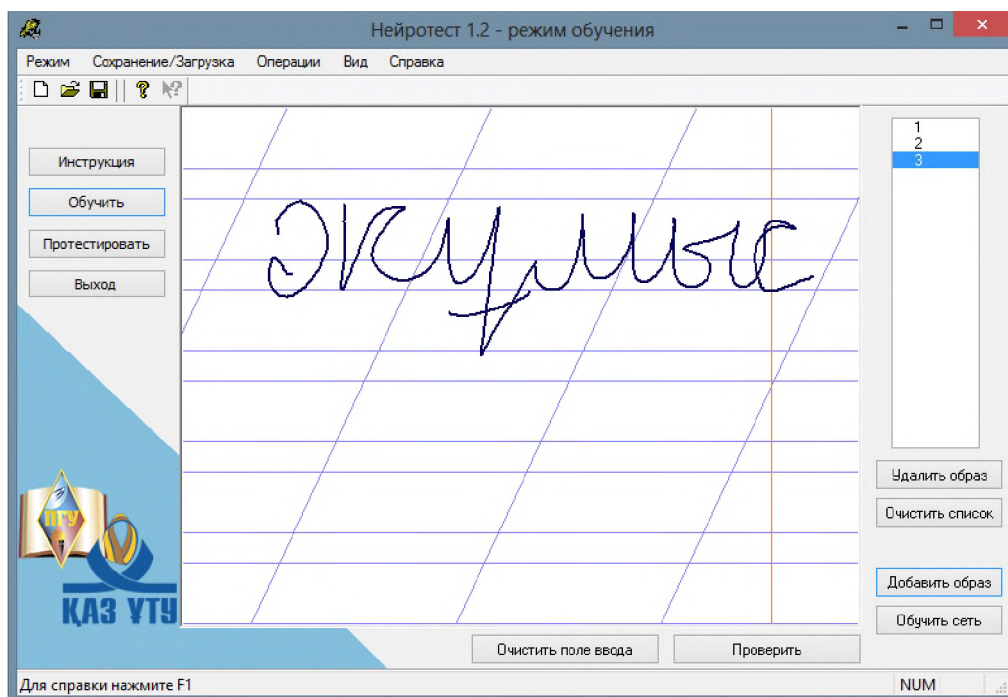 Нейротест 1.2 - режим обучения
Режим Сохранение/Загрузка Операции Вид Справка
Инструкция
Обучить
Протестировать
Выход
жұмыс
1
2
3
Удалить образ
Очистить список
Добавить образ
Обучить сеть
ПГУ
ҚАЗ ҰТУ
Очистить поле ввода Проверить
Для справки нажмите F1 NUM